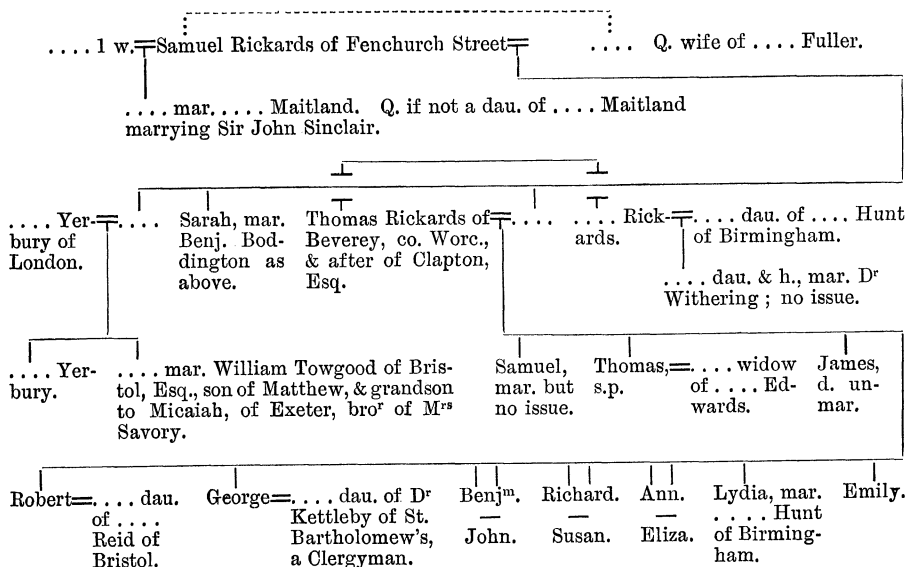 .... 1 w.=Samuel Rickards of Fenchurch Street= .... Q. wife of .... Fuller.
.... mar..... Maitland. Q. if not a dau. of .... Maitland
marrying Sir John Sinclair.
.... Yer-
bury of
London.
=....
Sarah, mar.
Benj. Bod-
dington as
above.
Thomas Rickards of
Beverey, co. Worc.,
& after of Clapton,
Esq.
=....
.... Rick-
ards.
=.... dau. of .... Hunt
of Birmingham.
.... dau. & h., mar. Dr
Withering ; no issue.
.... Yer-
bury.
.... mar. William Towgood of Bris-
tol, Esq., son of Matthew, & grandson
to Micaiah, of Exeter, bror of Mrs
Savory.
Samuel,
mar. but
no issue.
Thomas,
s.p.
=.... widow
of .... Ed-
wards.
James,
d. un-
mar.
Robert=.... dau.
of ....
Reid of
Bristol.
George=.... dau. of Dr
Kettleby of St.
Bartholomew's,
a Clergyman.
Benjm.
—
John.
Richard.
—
Susan.
Ann.
—
Eliza.
Lydia, mar.
.... Hunt
of Birming-
ham.
Emily.